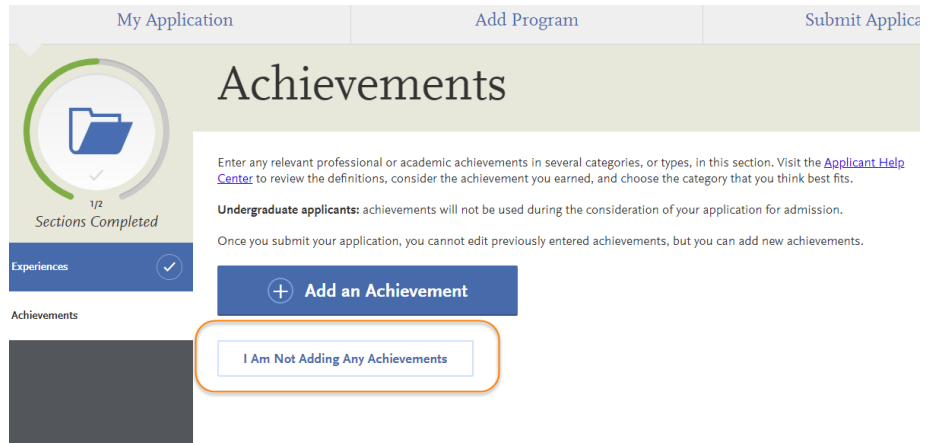 My Application
Add Program
Submit Applica
Achievements
1/2
Sections Completed
Experiences
Achievements
Enter any relevant professional or academic achievements in several categories, or types, in this section. Visit the Applicant Help
Center to review the definitions, consider the achievement you earned, and choose the category that you think best fits.
Undergraduate applicants: achievements will not be used during the consideration of your application for admission.
Once you submit your application, you cannot edit previously entered achievements, but you can add new achievements.
Add an Achievement
I Am Not Adding Any Achievements